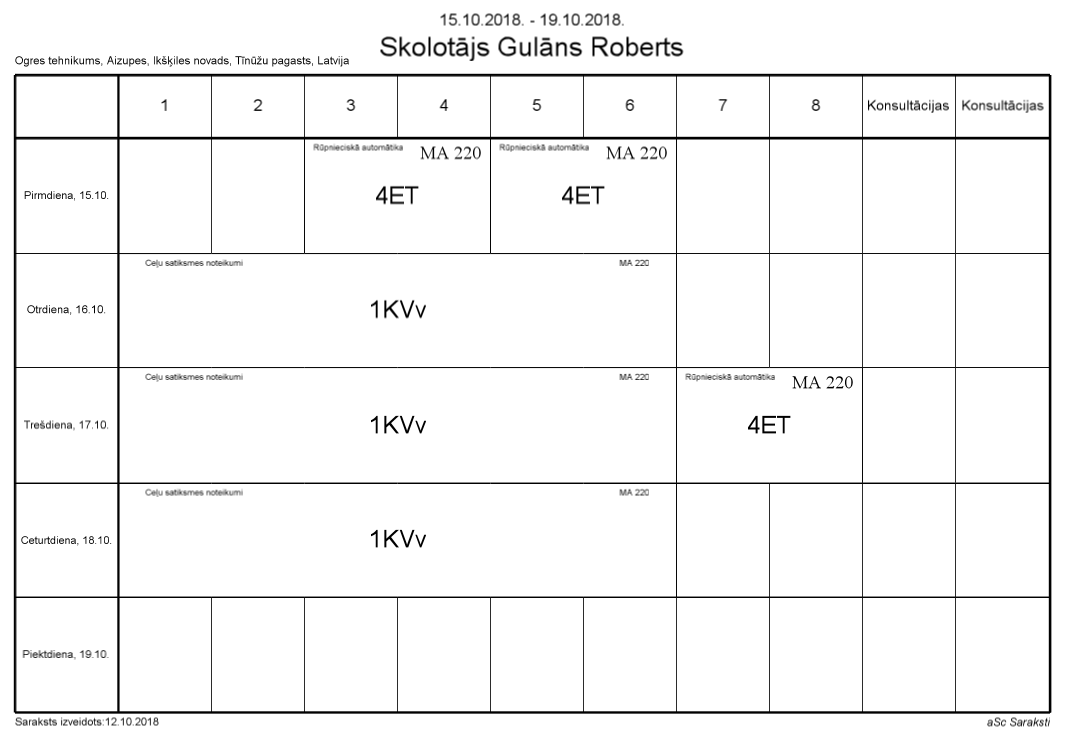 15.10.2018. - 19.10.2018.
Skolotājs Gulāns Roberts
Ogres tehnikums, Aizupes, Ikšķiles novads, Tīnūžu pagasts, Latvija
1 2 3 4 5 6 7 8 Konsultācijas Konsultācijas
Rūpnieciskā automātika MA 220 Rūpnieciskā automātika MA 220
Pirmdiena, 15.10. 4ET 4ET
Ceļu satiksmes noteikumi MA 220
Otrdiena, 16.10. 1KVv
Ceļu satiksmes noteikumi MA 220 Rūpnieciskā automātika MA 220
Trešdiena, 17.10. 1KVv 4ET
Ceļu satiksmes noteikumi MA 220
Ceturtdiena, 18.10. 1KVv
Piektdiena, 19.10.
Saraksts izveidots:12.10.2018 aSc Saraksti